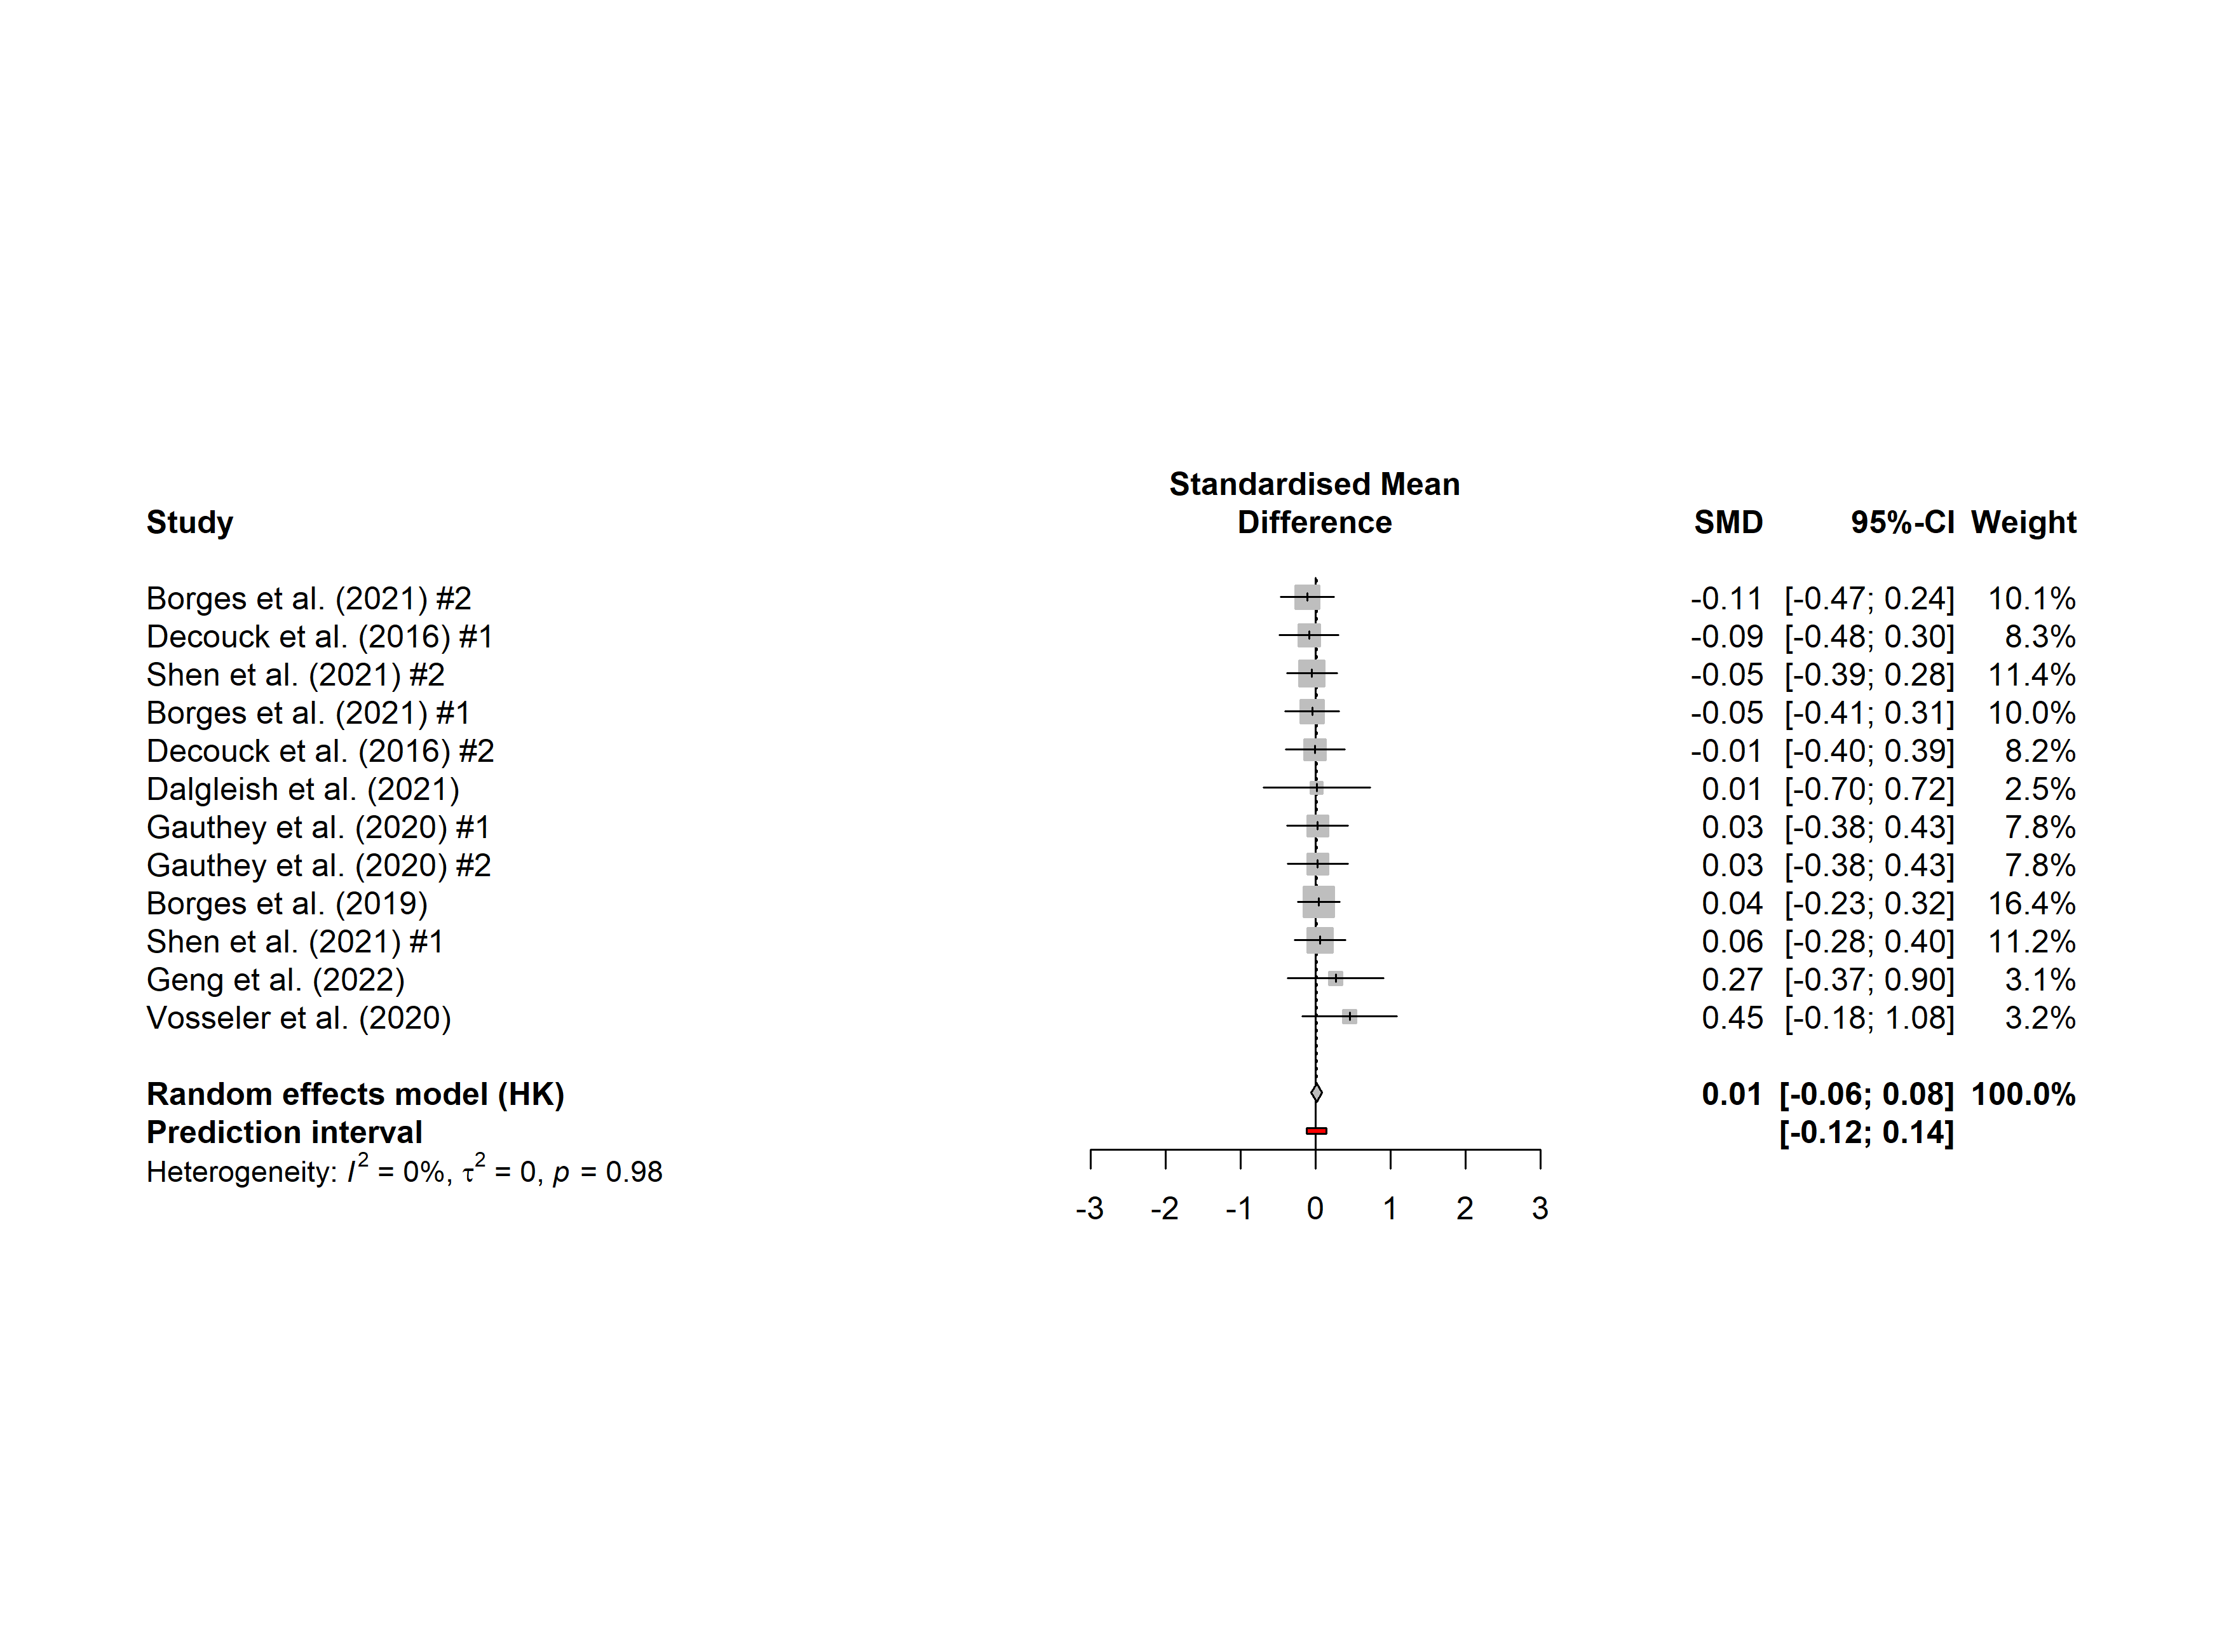 Standardised Mean
Study Difference SMD 95%-CI Weight
Borges et al. (2021) #2 -0.11 [-0.47; 0.24] 10.1%
Decouck et al. (2016) #1 -0.09 [-0.48; 0.30] 8.3%
Shen et al. (2021) #2 -0.05 [-0.39; 0.28] 11.4%
Borges et al. (2021) #1 -0.05 [-0.41; 0.31] 10.0%
Decouck et al. (2016) #2 -0.01 [-0.40; 0.39] 8.2%
Dalgleish et al. (2021) 0.01 [-0.70; 0.72] 2.5%
Gauthey et al. (2020) #1 0.03 [-0.38; 0.43] 7.8%
Gauthey et al. (2020) #2 0.03 [-0.38; 0.43] 7.8%
Borges et al. (2019) 0.04 [-0.23; 0.32] 16.4%
Shen et al. (2021) #1 0.06 [-0.28; 0.40] 11.2%
Geng et al. (2022) 0.27 [-0.37; 0.90] 3.1%
Vosseler et al. (2020) 0.45 [-0.18; 1.08] 3.2%
Random effects model (HK) 0.01 [-0.06; 0.08] 100.0%
Prediction interval [-0.12; 0.14]
Heterogeneity: I² = 0%, τ² = 0, p = 0.98
-3 -2 -1 0 1 2 3